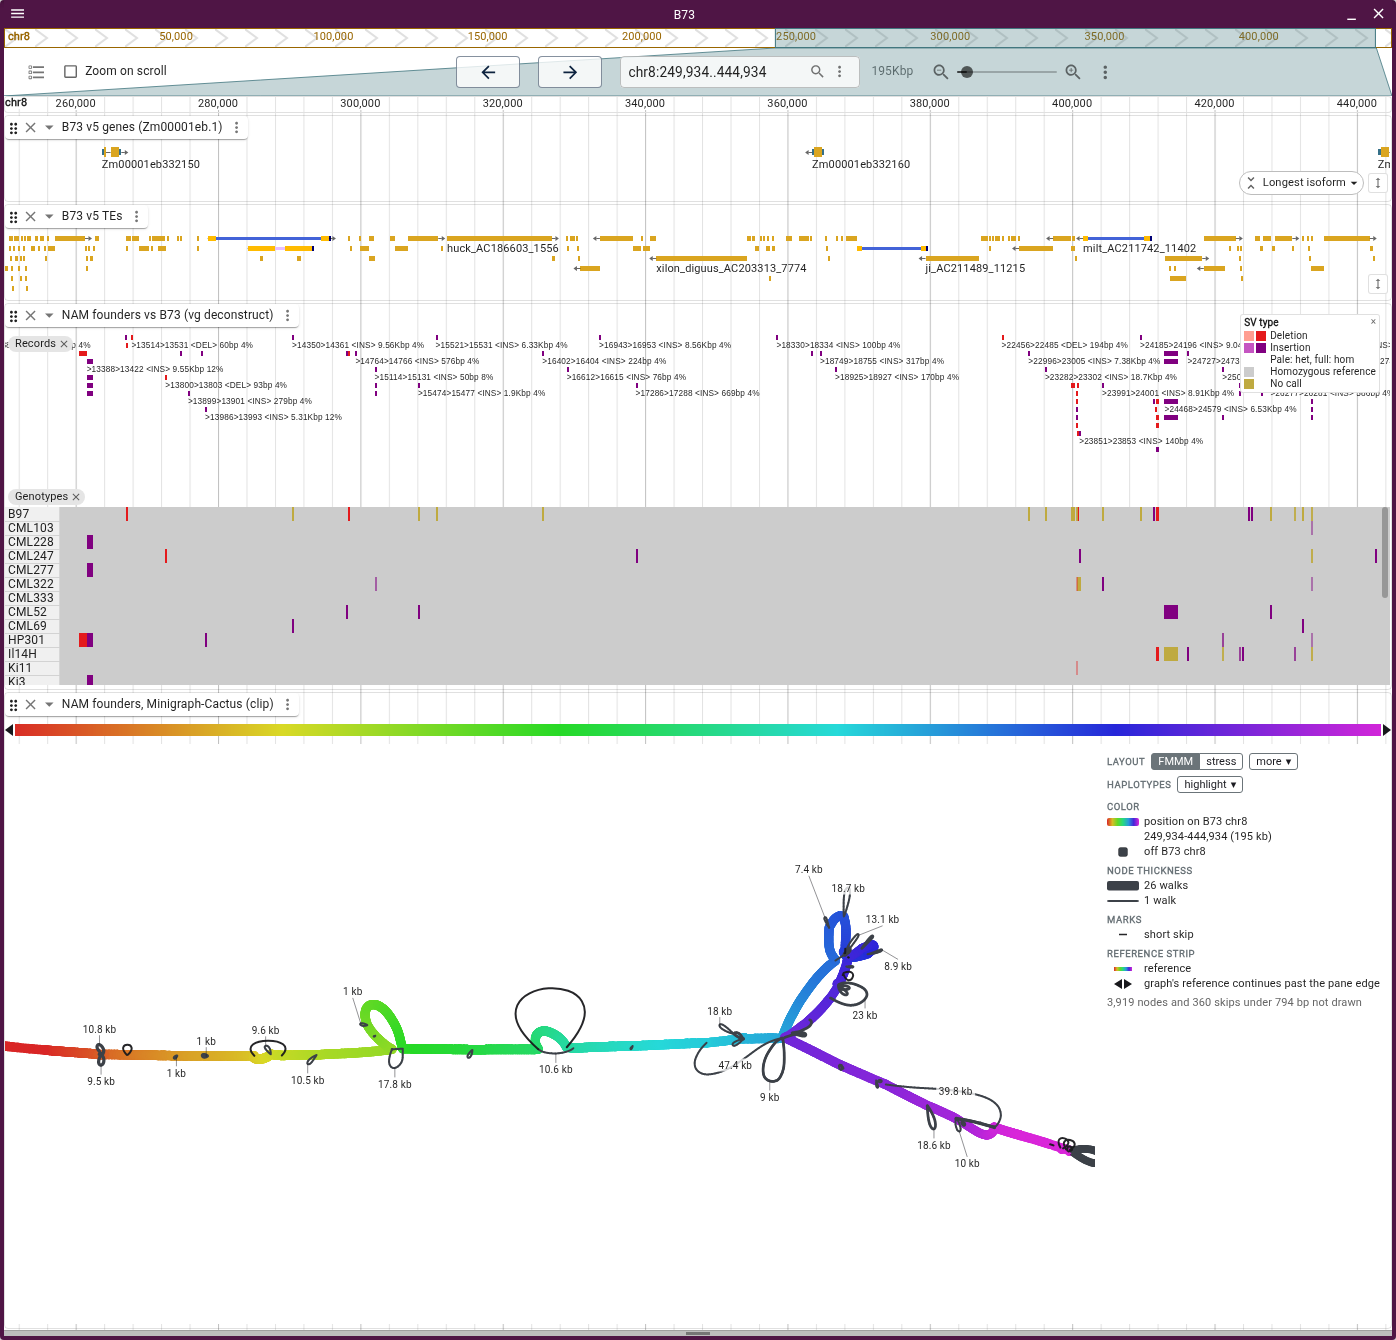 B73
chr8 50,000 100,000 150,000 200,000 250,000 300,000 350,000 400,000
Zoom on scroll chr8:249,934..444,934 195Kbp
chr8 260,000 280,000 300,000 320,000 340,000 360,000 380,000 400,000 420,000 440,000
B73 v5 genes (Zm00001eb.1)
Zm00001eb332150 Zm00001eb332160 Zm
Longest isoform
B73 v5 TEs
huck_AC186603_1556 milt_AC211742_11402
xilon_diguus_AC203313_7774 ji_AC211489_11215
NAM founders vs B73 (vg deconstruct)
SV type ×
Deletion
Insertion
Pale: het, full: hom
Homozygous reference
No call
Records bp 4% >13514>13531 <DEL> 60bp 4% >14350>14361 <INS> 9.56Kbp 4% >15521>15531 <INS> 6.33Kbp 4% >16943>16953 <INS> 8.56Kbp 4% >18330>18334 <INS> 100bp 4% >22456>22485 <DEL> 194bp 4% >24185>24196 <INS> 9.04
>14764>14766 <INS> 576bp 4% >16402>16404 <INS> 224bp 4% >18749>18755 <INS> 317bp 4% >22996>23005 <INS> 7.38Kbp 4% >24727>2473
>13388>13422 <INS> 9.55Kbp 12% >15114>15131 <INS> 50bp 8% >16612>16615 <INS> 76bp 4% >18925>18927 <INS> 170bp 4% >23282>23302 <INS> 18.7Kbp 4% >250
>13800>13803 <DEL> 93bp 4% >15474>15477 <INS> 1.9Kbp 4% >17286>17288 <INS> 669bp 4% >23991>24001 <INS> 8.91Kbp 4%
>13899>13901 <INS> 279bp 4%
>24468>24579 <INS> 6.53Kbp 4%
>13986>13993 <INS> 5.31Kbp 12%
>23851>23853 <INS> 140bp 4%
Genotypes
B97
CML103
CML228
CML247
CML277
CML322
CML333
CML52
CML69
HP301
Il14H
Ki11
Ki3
NAM founders, Minigraph-Cactus (clip)
LAYOUT FMMM stress more ▾
HAPLOTYPES highlight ▾
COLOR
position on B73 chr8
249,934-444,934 (195 kb)
off B73 chr8
NODE THICKNESS
26 walks
1 walk
MARKS
short skip
REFERENCE STRIP
reference
graph's reference continues past the pane edge
3,919 nodes and 360 skips under 794 bp not drawn
7.4 kb
18.7 kb
13.1 kb
8.9 kb
1 kb
18 kb 23 kb
10.8 kb 9.6 kb
1 kb
10.6 kb 47.4 kb
1 kb
9.5 kb 10.5 kb 17.8 kb
9 kb 39.8 kb
18.6 kb
10 kb